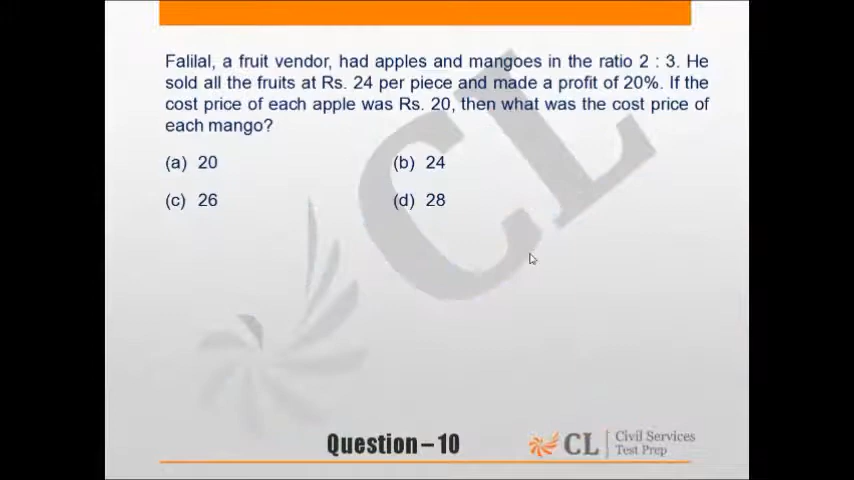 Falilal, a fruit vendor, had apples and mangoes in the ratio 2 : 3. He
sold all the fruits at Rs. 24 per piece and made a profit of 20%. If the
cost price of each apple was Rs. 20, then what was the cost price of
each mango?
(a) 20
(b) 24
(c) 26
(d) 28
CL
Question–10
CL
Civil Services
Test Prep